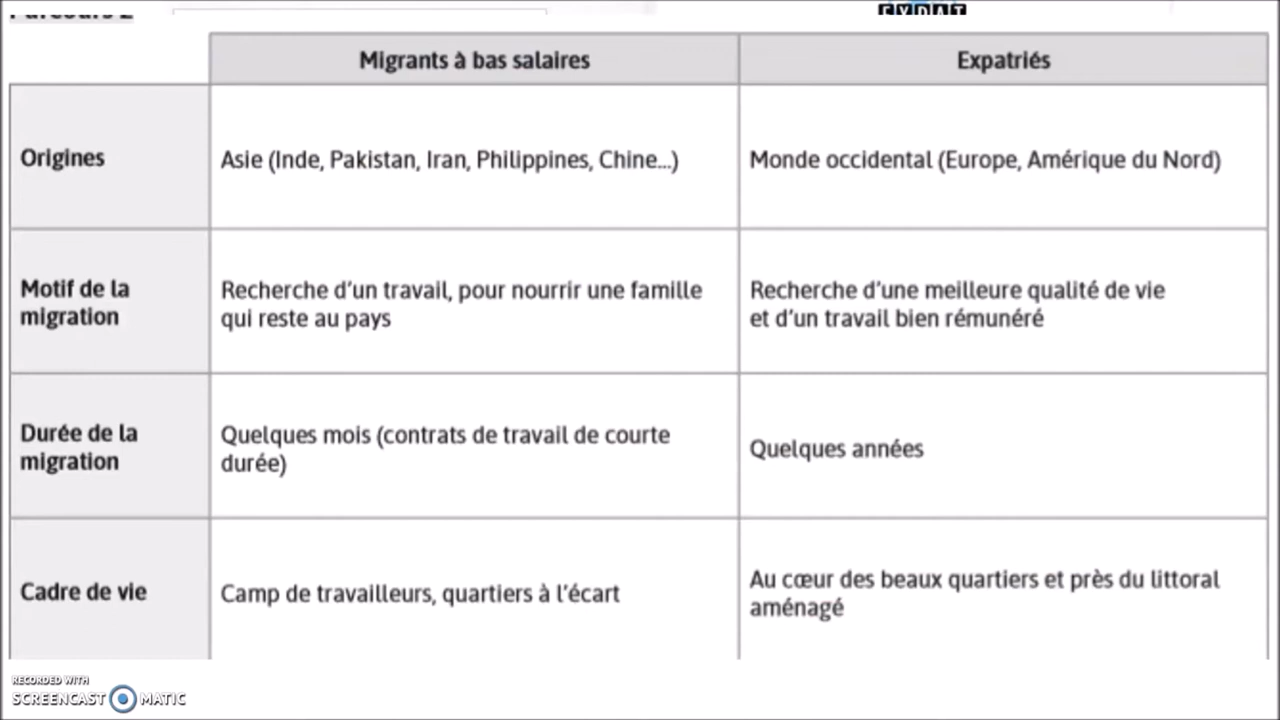 Parcours 2
Migrants à bas salaires
Expatriés
Origines
Asie (Inde, Pakistan, Iran, Philippines, Chine...)
Monde occidental (Europe, Amérique du Nord)
Motif de la
migration
Recherche d'un travail, pour nourrir une famille
qui reste au pays
Recherche d'une meilleure qualité de vie
et d'un travail bien rémunéré
Durée de la
migration
Quelques mois (contrats de travail de courte
durée)
Quelques années
Cadre de vie
Camp de travailleurs, quartiers à l'écart
Au cœur des beaux quartiers et près du littoral
aménagé
RECORDED WITH
SCREENCAST MATIC